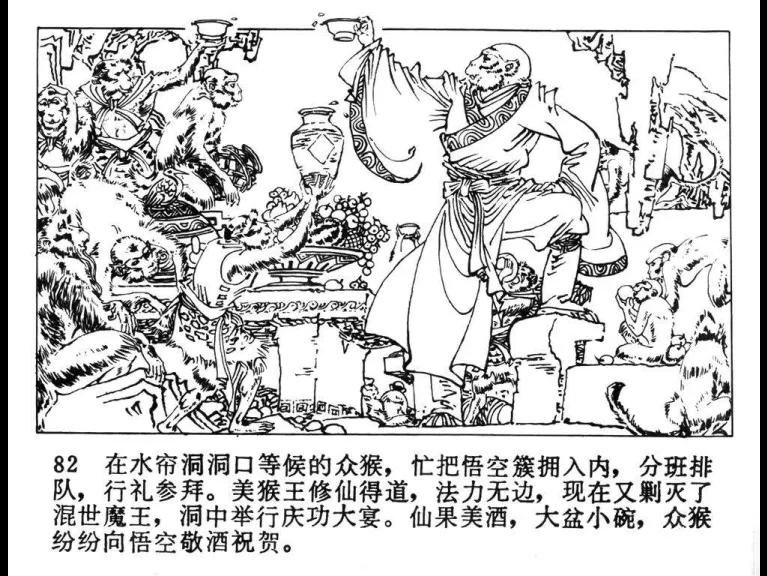 82 在水帘洞洞口等候的众猴，忙把悟空簇拥入内，分班排
队，行礼参拜。美猴王修仙得道，法力无边，现在又剿灭了
混世魔王，洞中举行庆功大宴。仙果美酒，大盆小碗，众猴
纷纷向悟空敬酒祝贺。